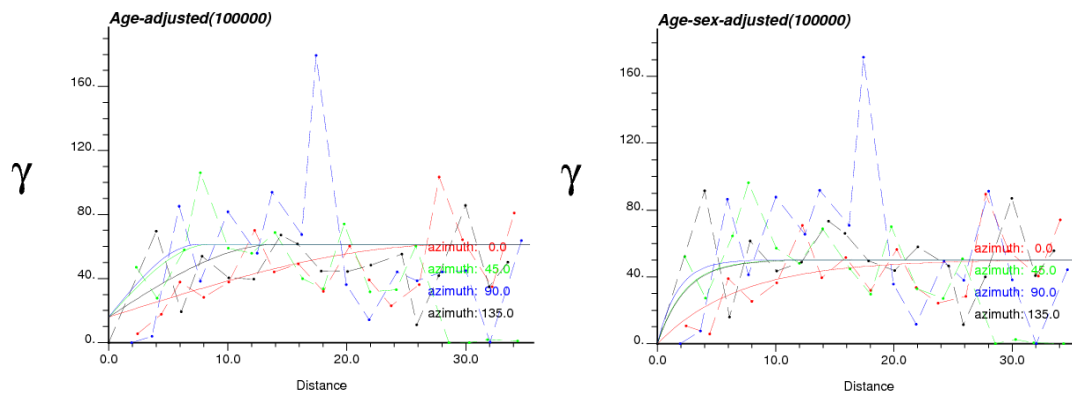 Age-adjusted(100000)
160.
120.
80.
40.
0.
γ
azimuth: 0.0
azimuth: 45.0
azimuth: 90.0
azimuth: 135.0
0.0 10.0 20.0 30.0
Distance
Age-sex-adjusted(100000)
160.
120.
80.
40.
0.
γ
azimuth: 0.0
azimuth: 45.0
azimuth: 90.0
azimuth: 135.0
0.0 10.0 20.0 30.0
Distance